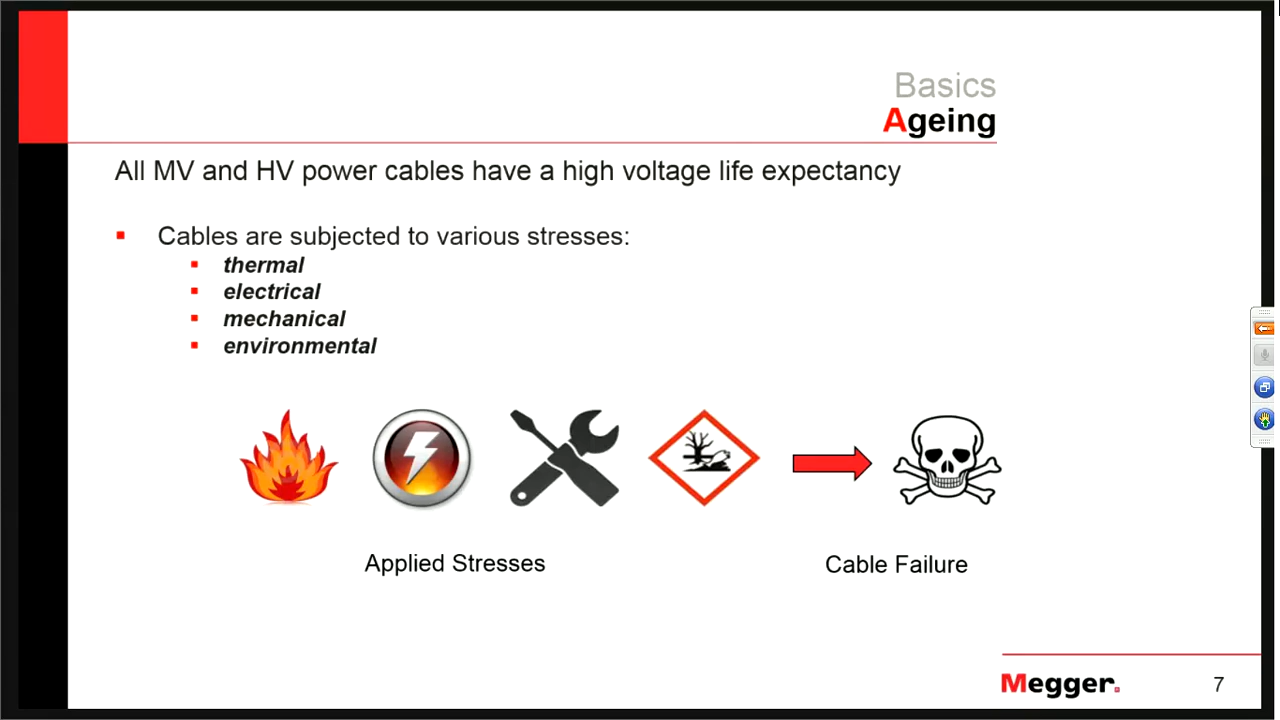 Basics
Ageing
All MV and HV power cables have a high voltage life expectancy
Cables are subjected to various stresses:
thermal
electrical
mechanical
environmental
Applied Stresses
Cable Failure
Megger.
7